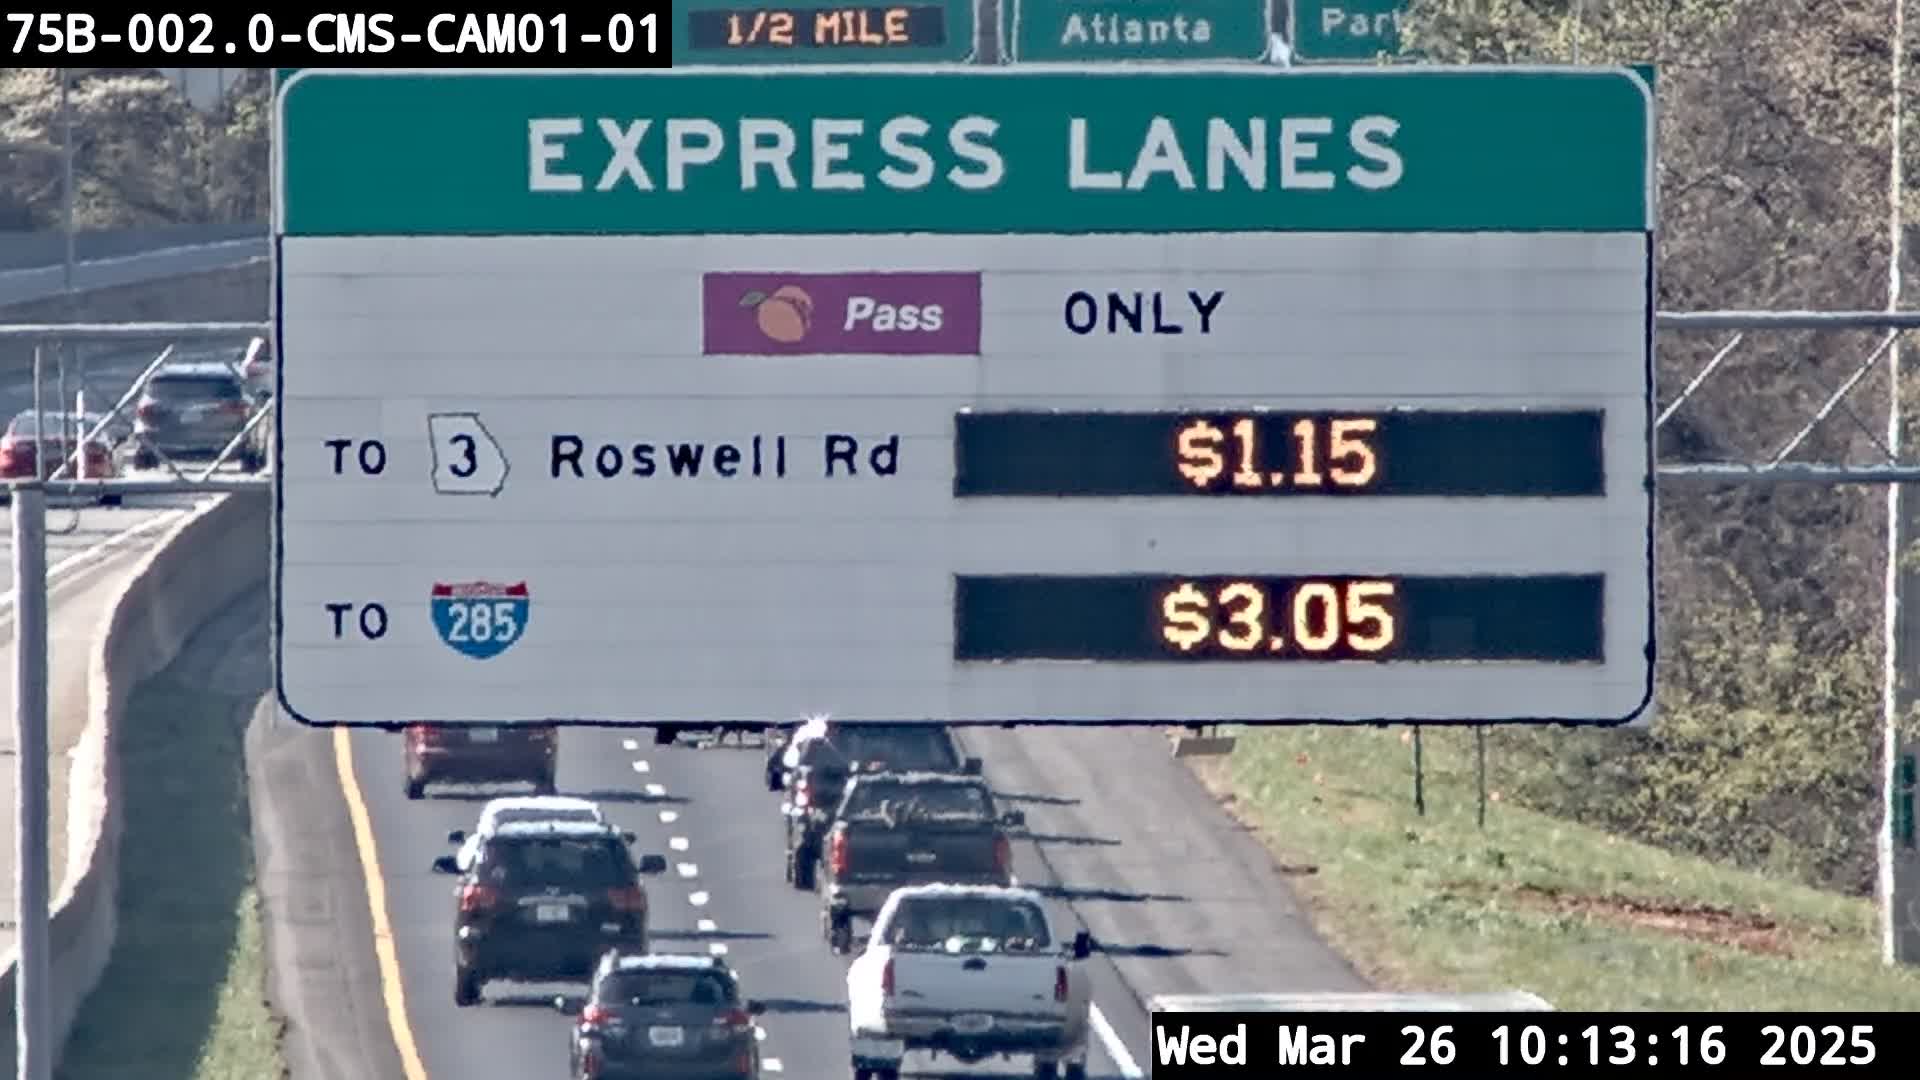 75B-002.0-CMS-CAM01-01
1/2 MILE
Atlanta
EXPRESS LANES
Pass ONLY
TO 3 Roswell Rd $1.15
TO 285 $3.05
Wed Mar 26 10:13:16 2025